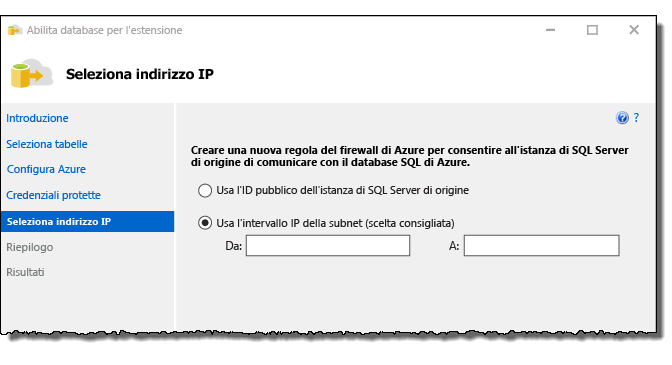 Abilita database per l'estensione
Seleziona indirizzo IP
Introduzione
Seleziona tabelle
Configura Azure
Credenziali protette
Seleziona indirizzo IP
Riepilogo
Risultati
?
Creare una nuova regola del firewall di Azure per consentire all'istanza di SQL Server
di origine di comunicare con il database SQL di Azure.
Usa l'ID pubblico dell'istanza di SQL Server di origine
Usa l'intervallo IP della subnet (scelta consigliata)
Da: A: